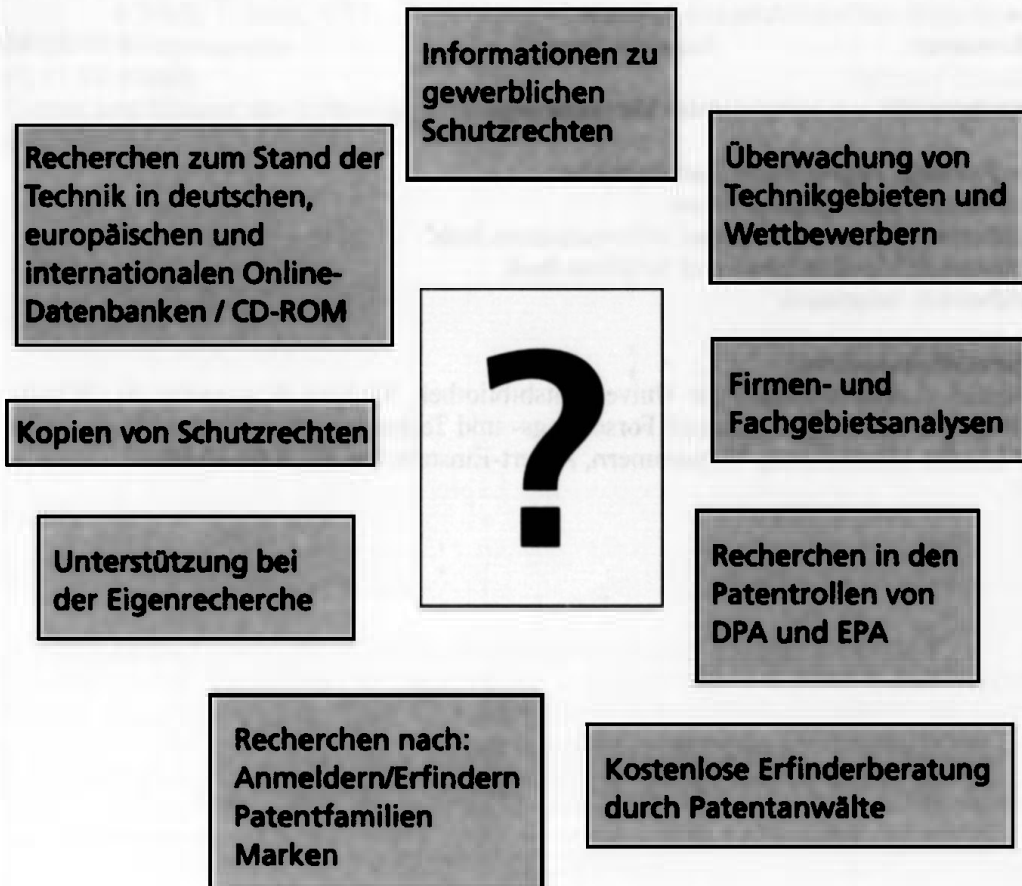 Informationen zu
gewerblichen
Schutzrechten
Recherchen zum Stand der
Technik in deutschen,
europäischen und
internationalen Online-
Datenbanken / CD-ROM
Überwachung von
Technikgebieten und
Wettbewerbern
?
Firmen- und
Fachgebietsanalysen
Kopien von Schutzrechten
Unterstützung bei
der Eigenrecherche
Recherchen in den
Patentrollen von
DPA und EPA
Recherchen nach:
Anmeldern/Erfindern
Patentfamilien
Marken
Kostenlose Erfinderberatung
durch Patentanwälte